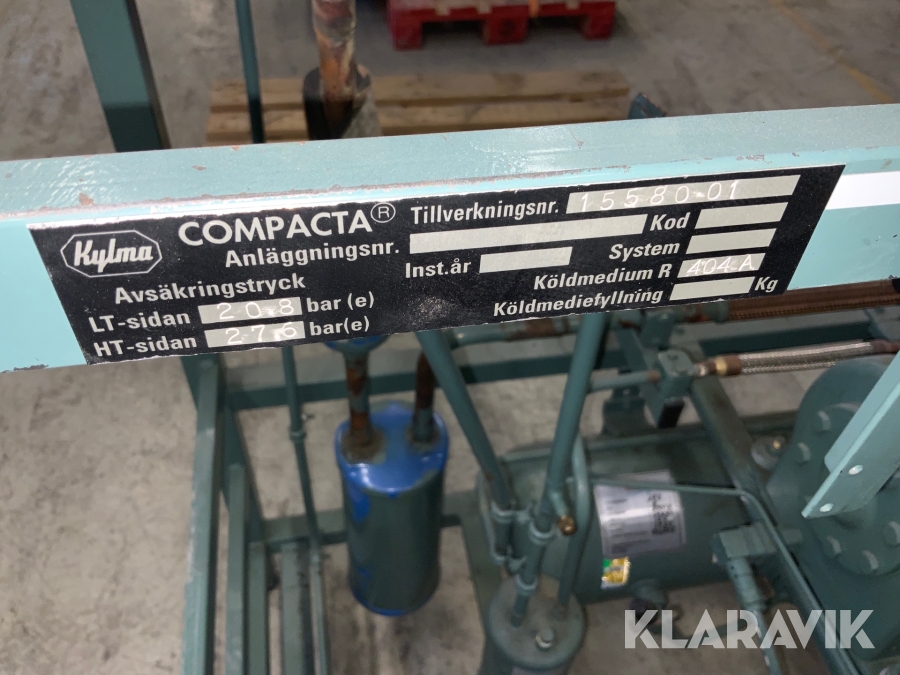 Kylma
COMPACTA®
Tillverkningsnr. 15580-01
Anläggningsnr.
Kod
Inst.år
System
Avsäkringstryck
Köldmedium R 404 A
LT-sidan 20.8 bar (e)
Köldmediefyllning
Kg
HT-sidan 27.6 bar(e)
KLARAVIK